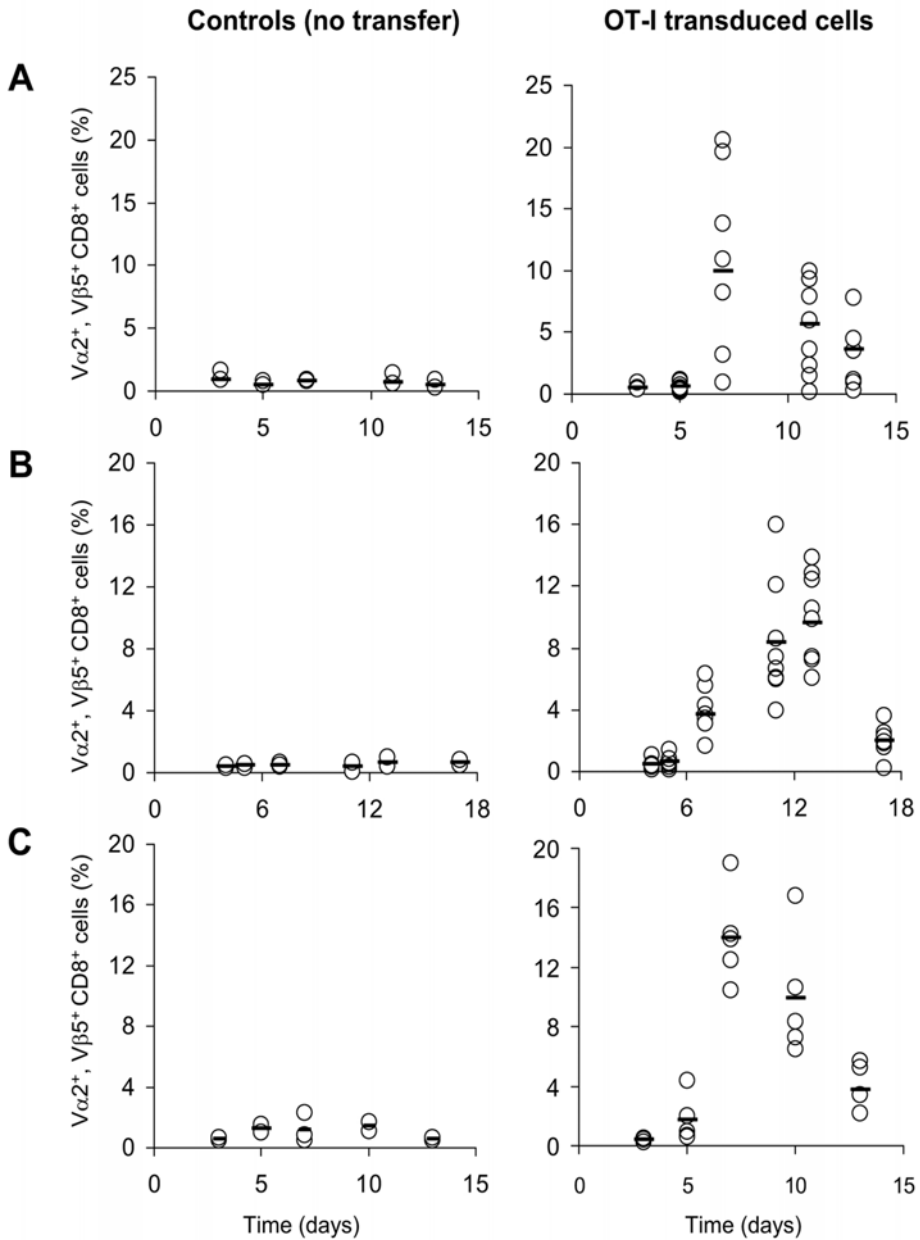 Controls (no transfer)
OT-I transduced cells
A
Vα2⁺, Vβ5⁺ CD8⁺ cells (%)
25
20
15
10
5
0
0 5 10 15
25
20
15
10
5
0
0 5 10 15
B
Vα2⁺, Vβ5⁺ CD8⁺ cells (%)
20
16
12
8
4
0
0 6 12 18
20
16
12
8
4
0
0 6 12 18
C
Vα2⁺, Vβ5⁺ CD8⁺ cells (%)
20
16
12
8
4
0
0 5 10 15
Time (days)
20
16
12
8
4
0
0 5 10 15
Time (days)